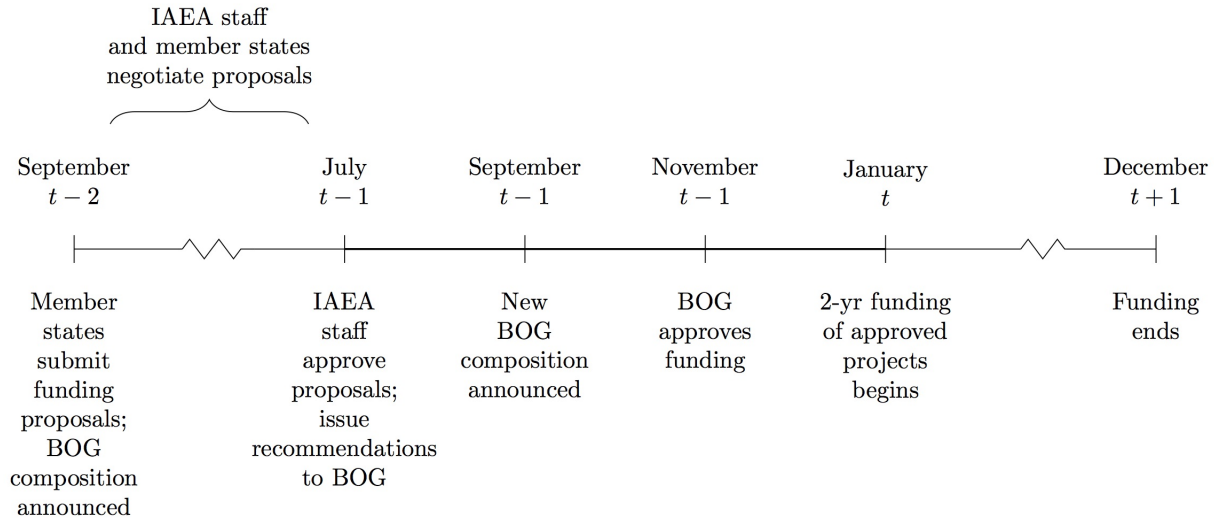 IAEA staff
and member states
negotiate proposals
September
t − 2
July
t − 1
September
t − 1
November
t − 1
January
t
December
t + 1
Member
states
submit
funding
proposals;
BOG
composition
announced
IAEA
staff
approve
proposals;
issue
recommendations
to BOG
New
BOG
composition
announced
BOG
approves
funding
2-yr funding
of approved
projects
begins
Funding
ends